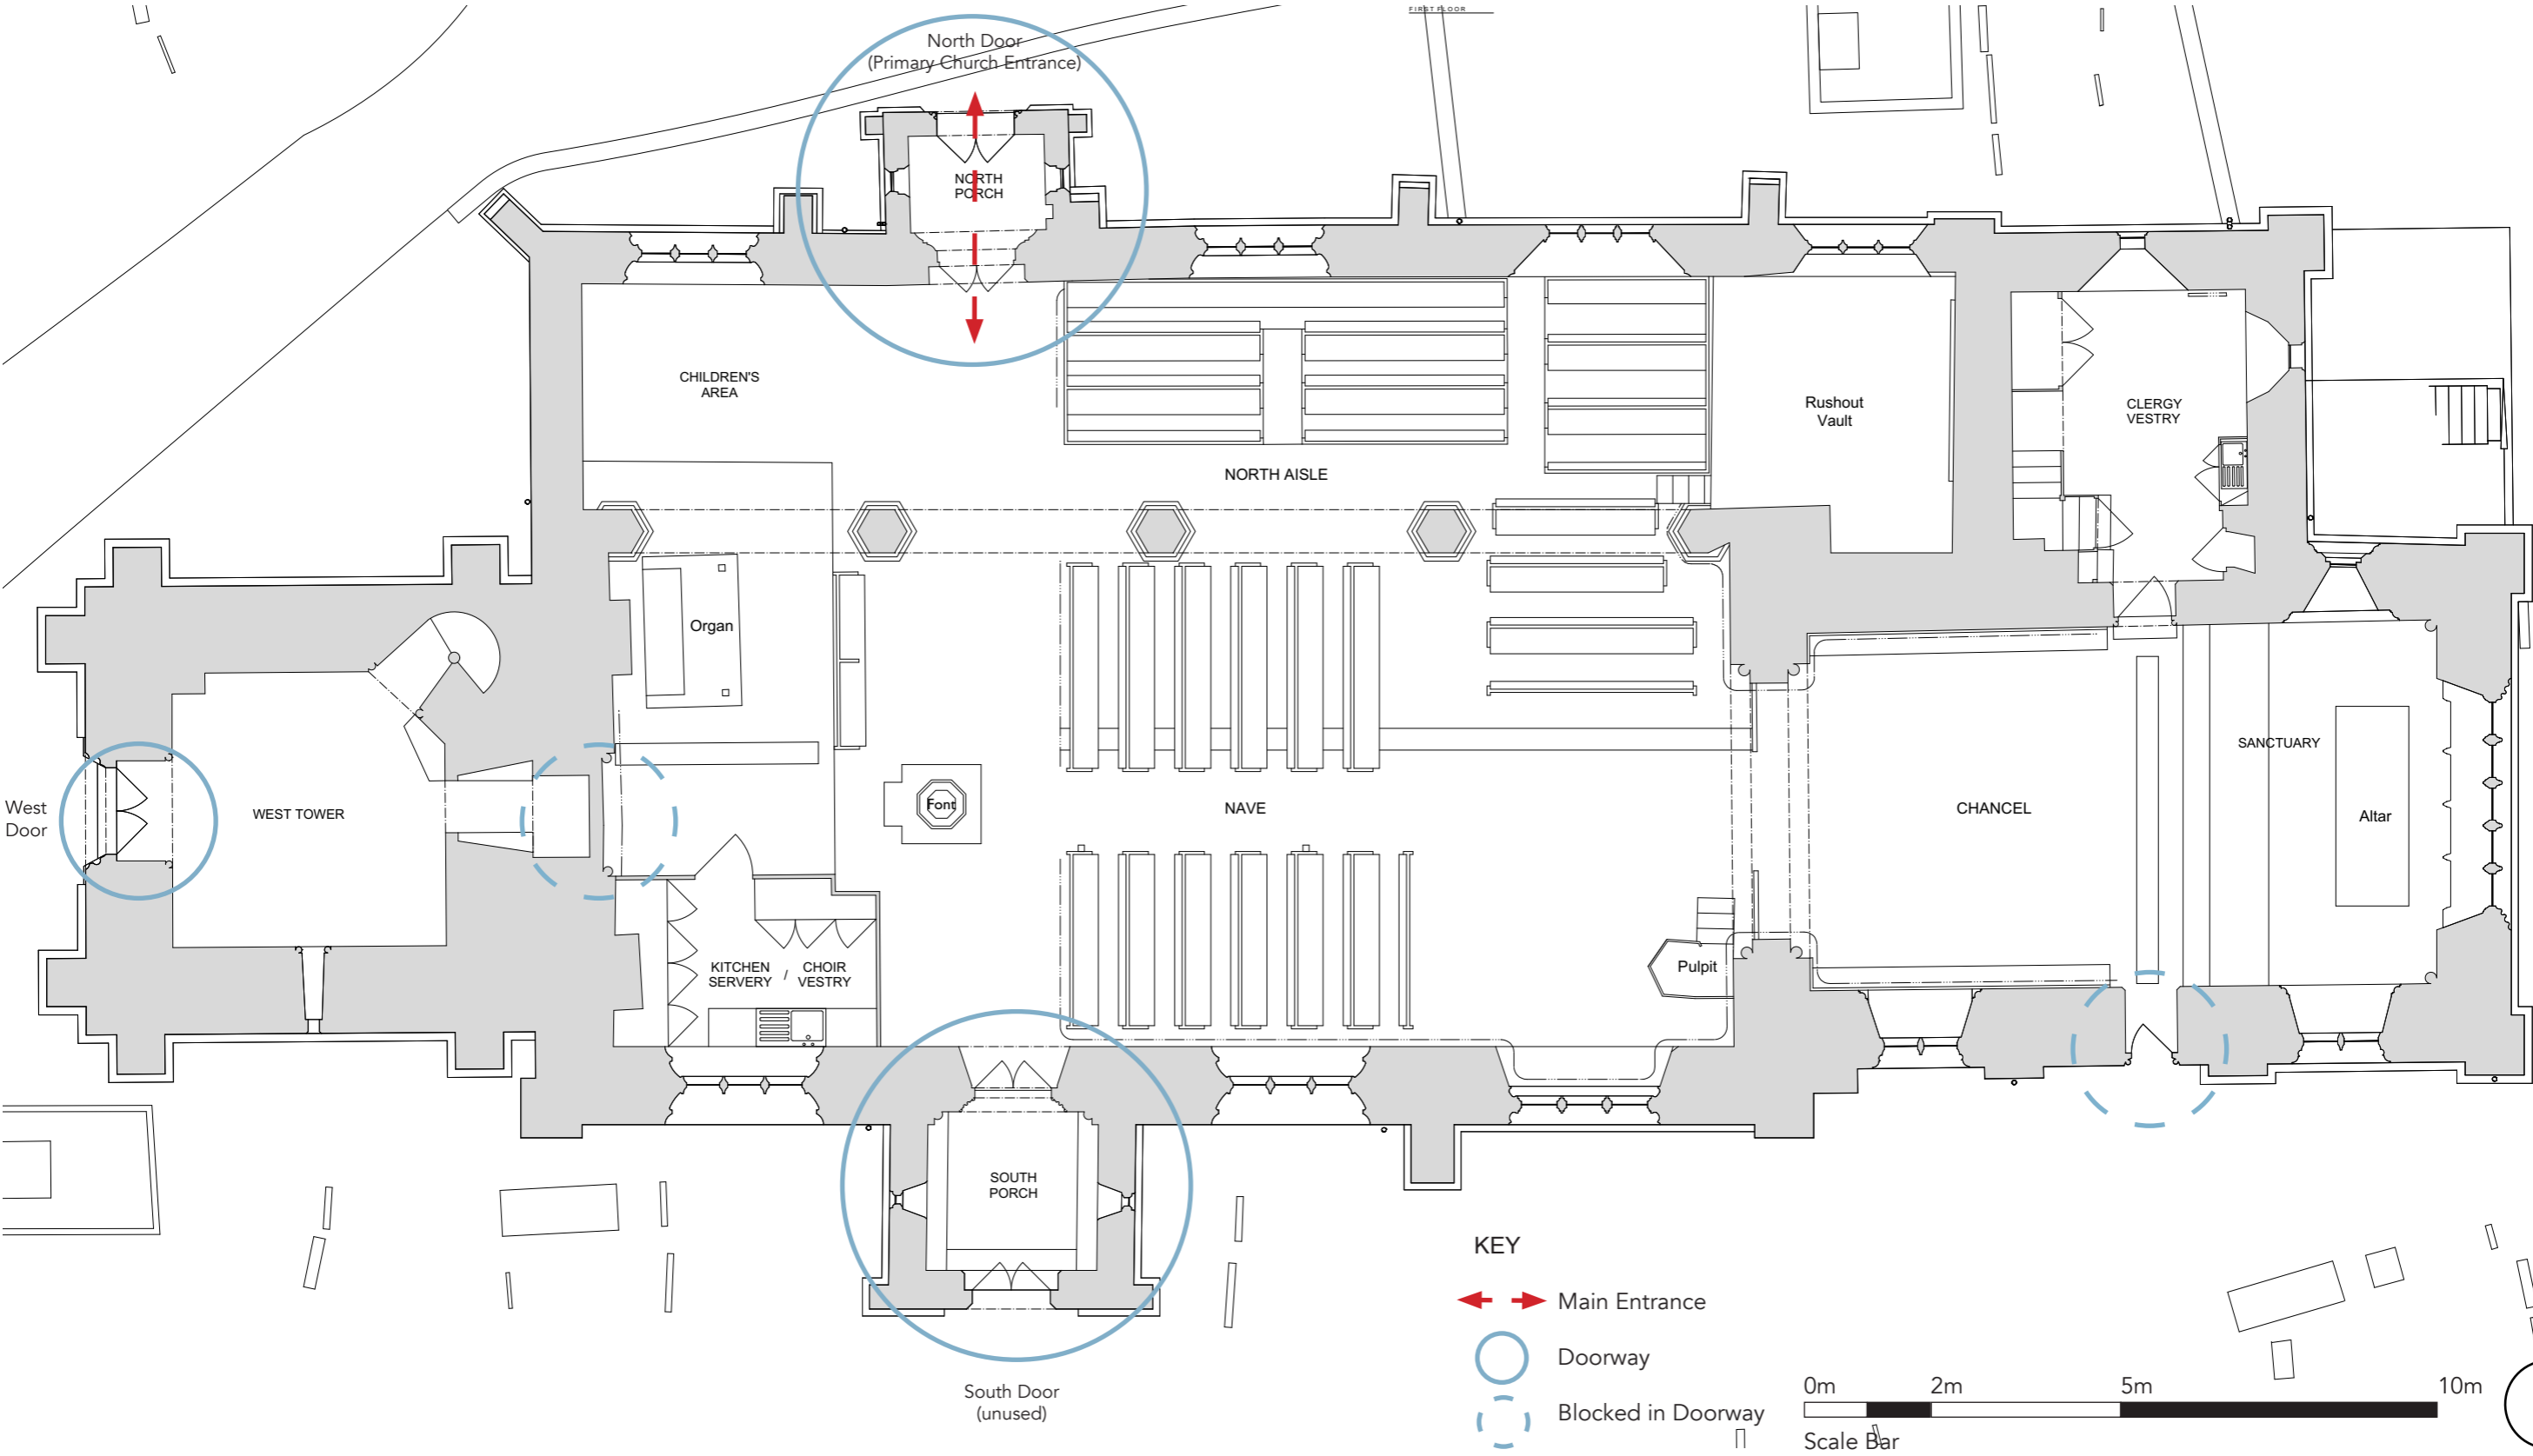 FIRST FLOOR
North Door
(Primary Church Entrance)
NORTH
PORCH
CHILDREN'S
AREA
Rushout
Vault
CLERGY
VESTRY
NORTH AISLE
Organ
SANCTUARY
West
Door
WEST TOWER
Font
NAVE
CHANCEL
Altar
KITCHEN
SERVERY / CHOIR
VESTRY
Pulpit
SOUTH
PORCH
South Door
(unused)
KEY
Main Entrance
Doorway
Blocked in Doorway
0m 2m 5m 10m
Scale Bar